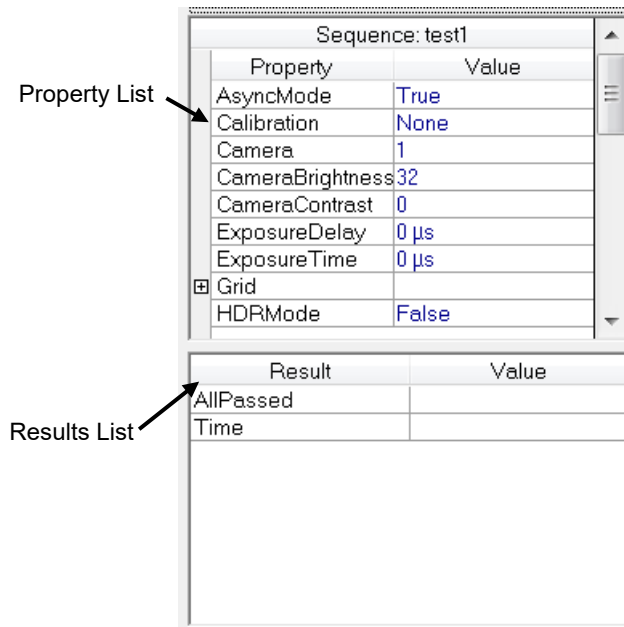 Sequence: test1
Property Value
Property List
AsyncMode True
Calibration None
Camera 1
CameraBrightness 32
CameraContrast 0
ExposureDelay 0 µs
ExposureTime 0 µs
Grid
HDRMode False
Result Value
AllPassed
Results List
Time